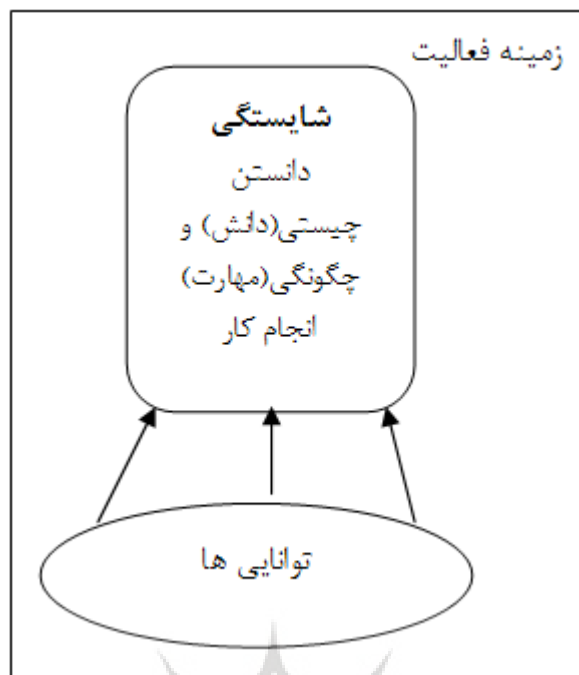 زمینه فعالیت
شایستگی
دانستن
چیستی(دانش) و
چگونگی(مهارت)
انجام کار
توانایی ها